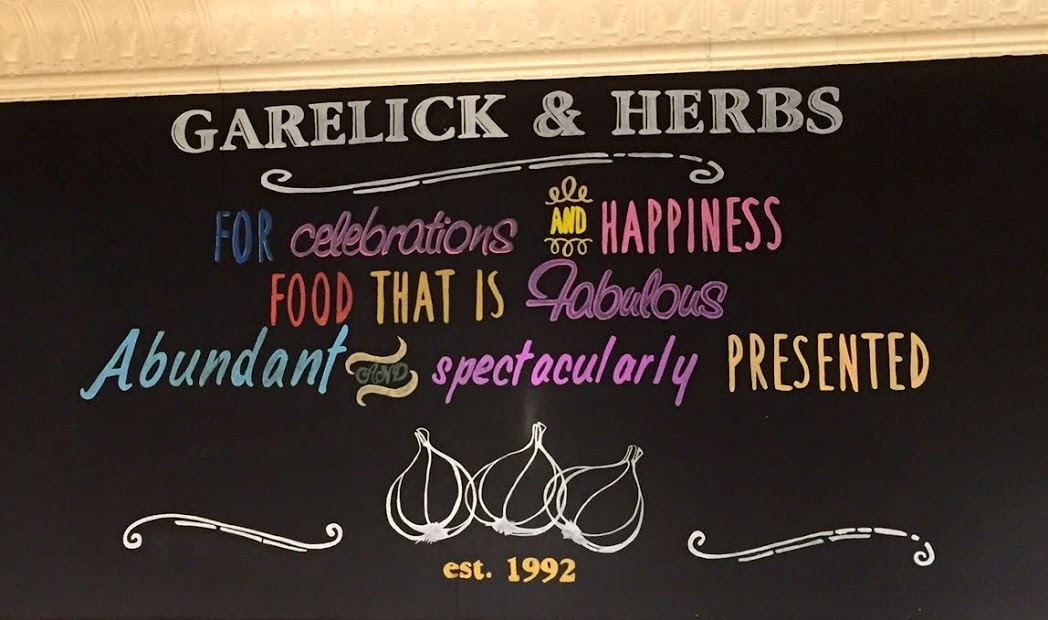 GARELICK & HERBS
FOR celebrations AND HAPPINESS
FOOD THAT IS Fabulous
Abundant AND spectacularly PRESENTED
est. 1992